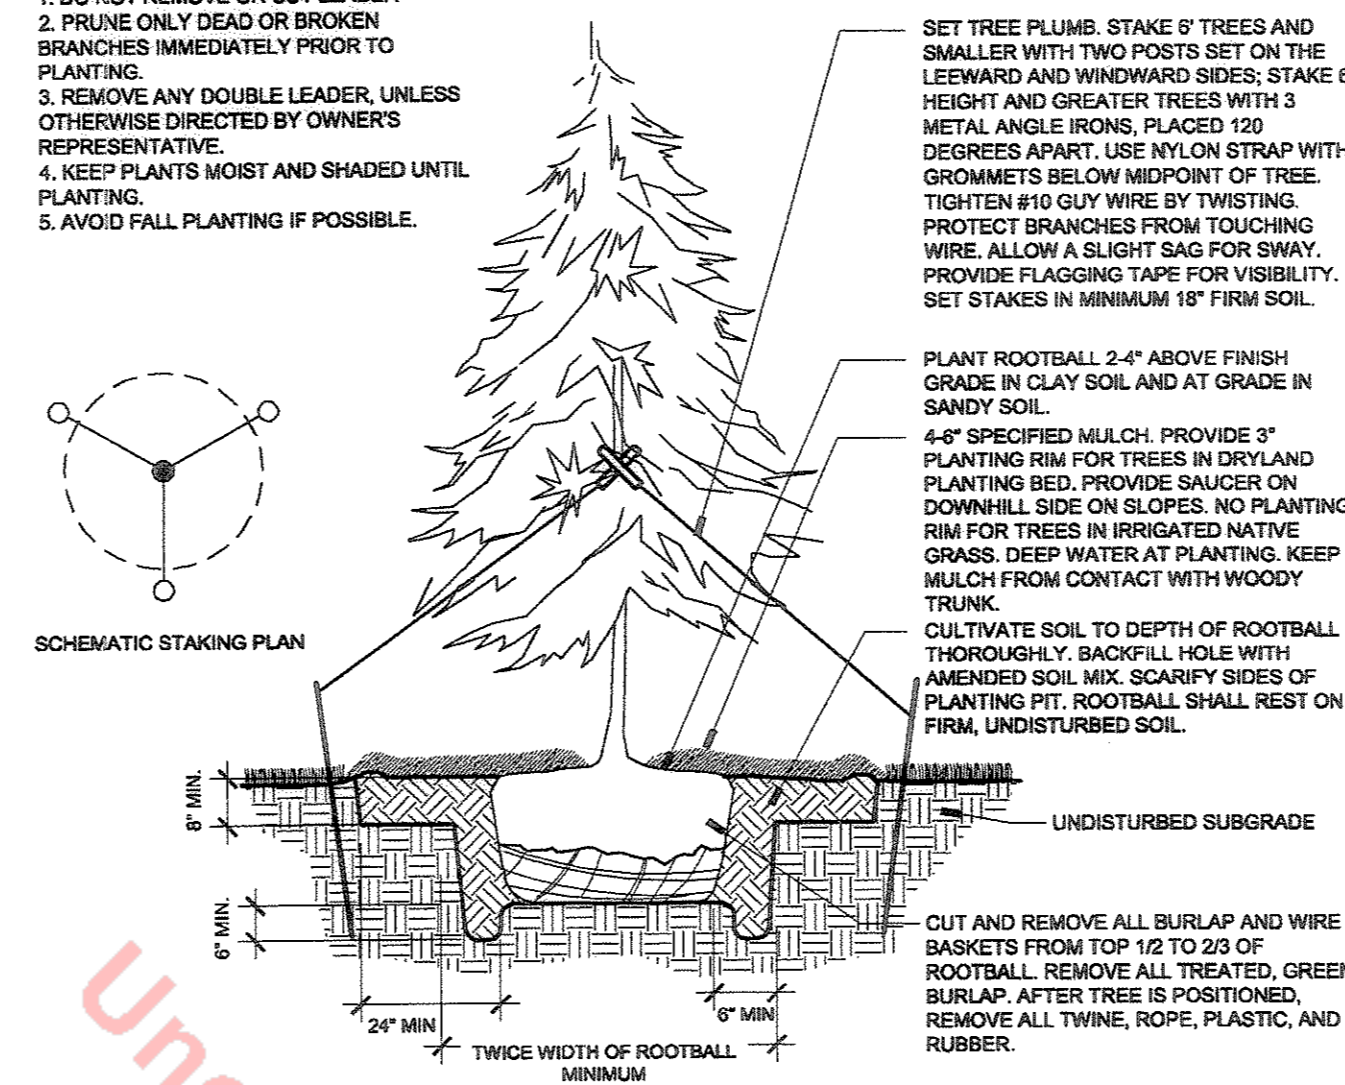 2. PRUNE ONLY DEAD OR BROKEN
BRANCHES IMMEDIATELY PRIOR TO
PLANTING.
3. REMOVE ANY DOUBLE LEADER, UNLESS
OTHERWISE DIRECTED BY OWNER'S
REPRESENTATIVE.
4. KEEP PLANTS MOIST AND SHADED UNTIL
PLANTING.
5. AVOID FALL PLANTING IF POSSIBLE.
SCHEMATIC STAKING PLAN
SET TREE PLUMB. STAKE 6' TREES AND
SMALLER WITH TWO POSTS SET ON THE
LEEWARD AND WINDWARD SIDES; STAKE 6
HEIGHT AND GREATER TREES WITH 3
METAL ANGLE IRONS, PLACED 120
DEGREES APART. USE NYLON STRAP WITH
GROMMETS BELOW MIDPOINT OF TREE.
TIGHTEN #10 GUY WIRE BY TWISTING.
PROTECT BRANCHES FROM TOUCHING
WIRE. ALLOW A SLIGHT SAG FOR SWAY.
PROVIDE FLAGGING TAPE FOR VISIBILITY.
SET STAKES IN MINIMUM 18" FIRM SOIL.
PLANT ROOTBALL 2-4" ABOVE FINISH
GRADE IN CLAY SOIL AND AT GRADE IN
SANDY SOIL.
4-6" SPECIFIED MULCH. PROVIDE 3"
PLANTING RIM FOR TREES IN DRYLAND
PLANTING BED. PROVIDE SAUCER ON
DOWNHILL SIDE ON SLOPES. NO PLANTING
RIM FOR TREES IN IRRIGATED NATIVE
GRASS. DEEP WATER AT PLANTING. KEEP
MULCH FROM CONTACT WITH WOODY
TRUNK.
CULTIVATE SOIL TO DEPTH OF ROOTBALL
THOROUGHLY. BACKFILL HOLE WITH
AMENDED SOIL MIX. SCARIFY SIDES OF
PLANTING PIT. ROOTBALL SHALL REST ON
FIRM, UNDISTURBED SOIL.
UNDISTURBED SUBGRADE
CUT AND REMOVE ALL BURLAP AND WIRE
BASKETS FROM TOP 1/2 TO 2/3 OF
ROOTBALL. REMOVE ALL TREATED, GREEN
BURLAP. AFTER TREE IS POSITIONED,
REMOVE ALL TWINE, ROPE, PLASTIC, AND
RUBBER.
8" MIN.
6" MIN.
24" MIN
6" MIN
TWICE WIDTH OF ROOTBALL
MINIMUM
Un